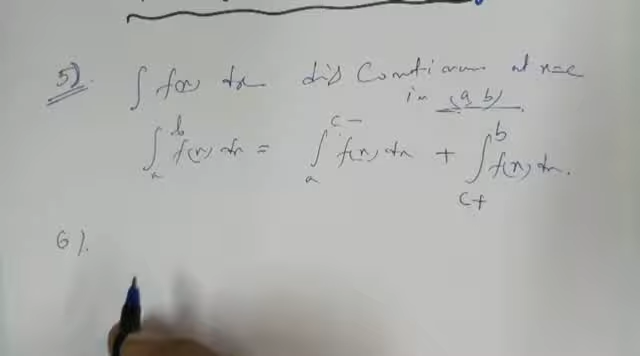 5). ∫ f(x) dx dis continuous at x=c
in (a, b)
∫_a^b f(x) dx = ∫_a^{c-} f(x) dx + ∫_{c+}^b f(x) dx.
6).